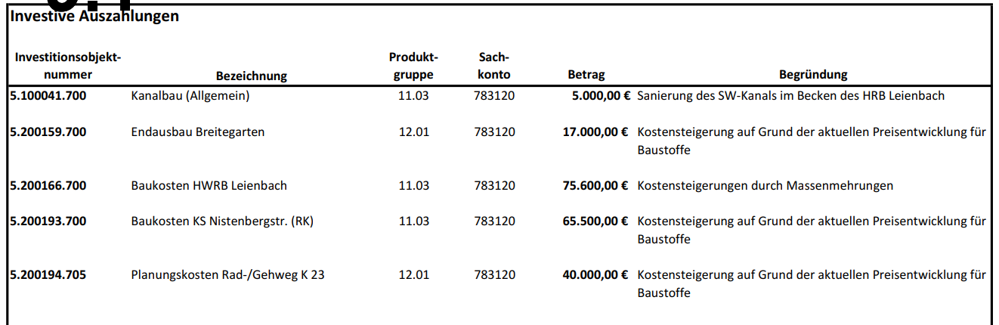 Investive Auszahlungen
Investitionsobjekt- Produkt- Sach-
nummer Bezeichnung gruppe konto Betrag Begründung
5.100041.700 Kanalbau (Allgemein) 11.03 783120 5.000,00 € Sanierung des SW-Kanals im Becken des HRB Leienbach
5.200159.700 Endausbau Breitegarten 12.01 783120 17.000,00 € Kostensteigerung auf Grund der aktuellen Preisentwicklung für
Baustoffe
5.200166.700 Baukosten HWRB Leienbach 11.03 783120 75.600,00 € Kostensteigerungen durch Massenmehrungen
5.200193.700 Baukosten KS Nistenbergstr. (RK) 11.03 783120 65.500,00 € Kostensteigerung auf Grund der aktuellen Preisentwicklung für
Baustoffe
5.200194.705 Planungskosten Rad-/Gehweg K 23 12.01 783120 40.000,00 € Kostensteigerung auf Grund der aktuellen Preisentwicklung für
Baustoffe